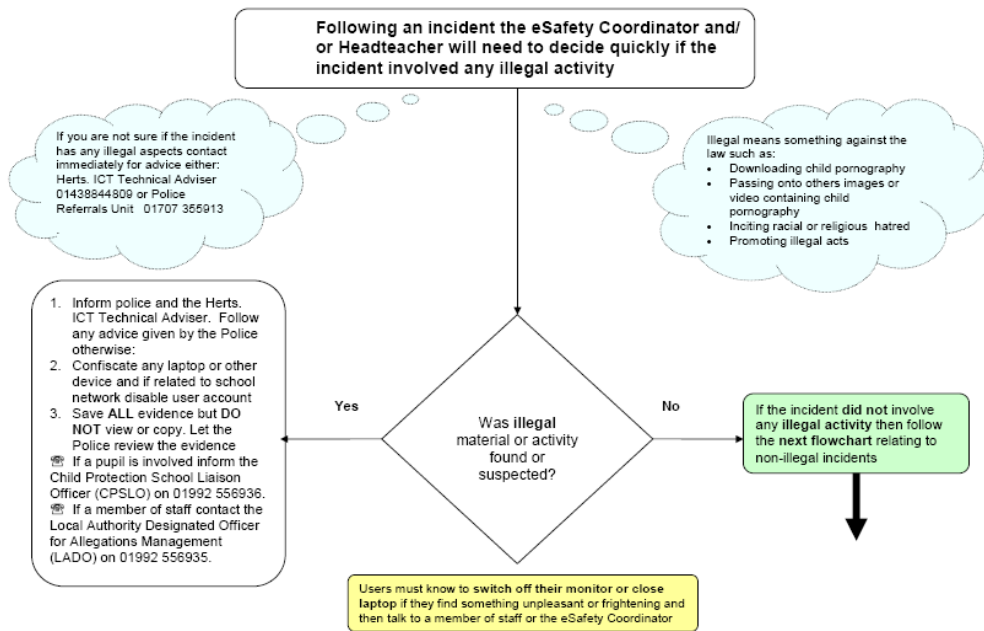 Following an incident the eSafety Coordinator and/
or Headteacher will need to decide quickly if the
incident involved any illegal activity
If you are not sure if the incident
has any illegal aspects contact
immediately for advice either:
Herts. ICT Technical Adviser
01438844809 or Police
Referrals Unit 01707 355913
Illegal means something against the
law such as:
• Downloading child pornography
• Passing onto others images or
video containing child
pornography
• Inciting racial or religious hatred
• Promoting illegal acts
1. Inform police and the Herts.
ICT Technical Adviser. Follow
any advice given by the Police
otherwise:
2. Confiscate any laptop or other
device and if related to school
network disable user account
3. Save ALL evidence but DO
NOT view or copy. Let the
Police review the evidence
☎ If a pupil is involved inform the
Child Protection School Liaison
Officer (CPSLO) on 01992 556936.
☎ If a member of staff contact the
Local Authority Designated Officer
for Allegations Management
(LADO) on 01992 556935.
Yes
Was illegal
material or activity
found or
suspected?
No
If the incident did not involve
any illegal activity then follow
the next flowchart relating to
non-illegal incidents
Users must know to switch off their monitor or close
laptop if they find something unpleasant or frightening and
then talk to a member of staff or the eSafety Coordinator